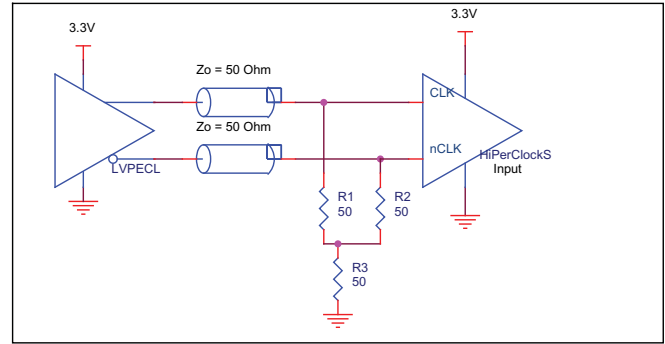 3.3V
3.3V
Zo = 50 Ohm
CLK
Zo = 50 Ohm
nCLK
HiPerClockS
LVPECL
Input
R1
50
R2
50
R3
50